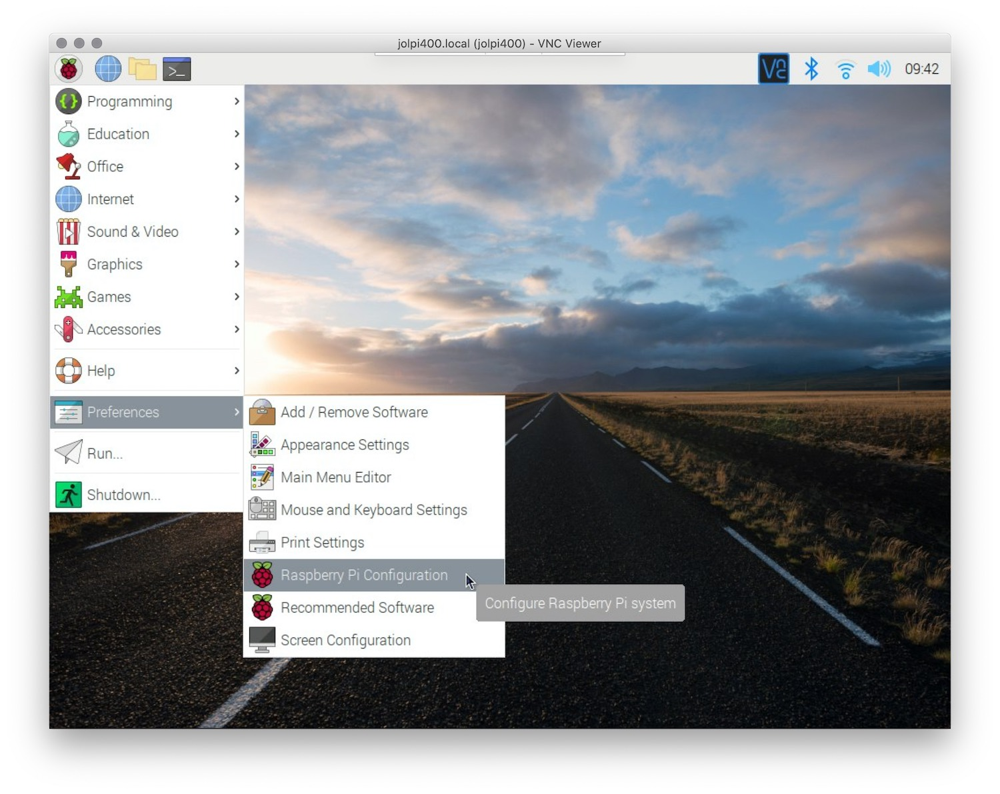 jolpi400.local (jolpi400) - VNC Viewer
>_
VNC
09:42
Programming
Education
Office
Internet
Sound & Video
Graphics
Games
Accessories
Help
Preferences
Run...
Shutdown...
Add / Remove Software
Appearance Settings
Main Menu Editor
Mouse and Keyboard Settings
Print Settings
Raspberry Pi Configuration
Recommended Software
Screen Configuration
Configure Raspberry Pi system